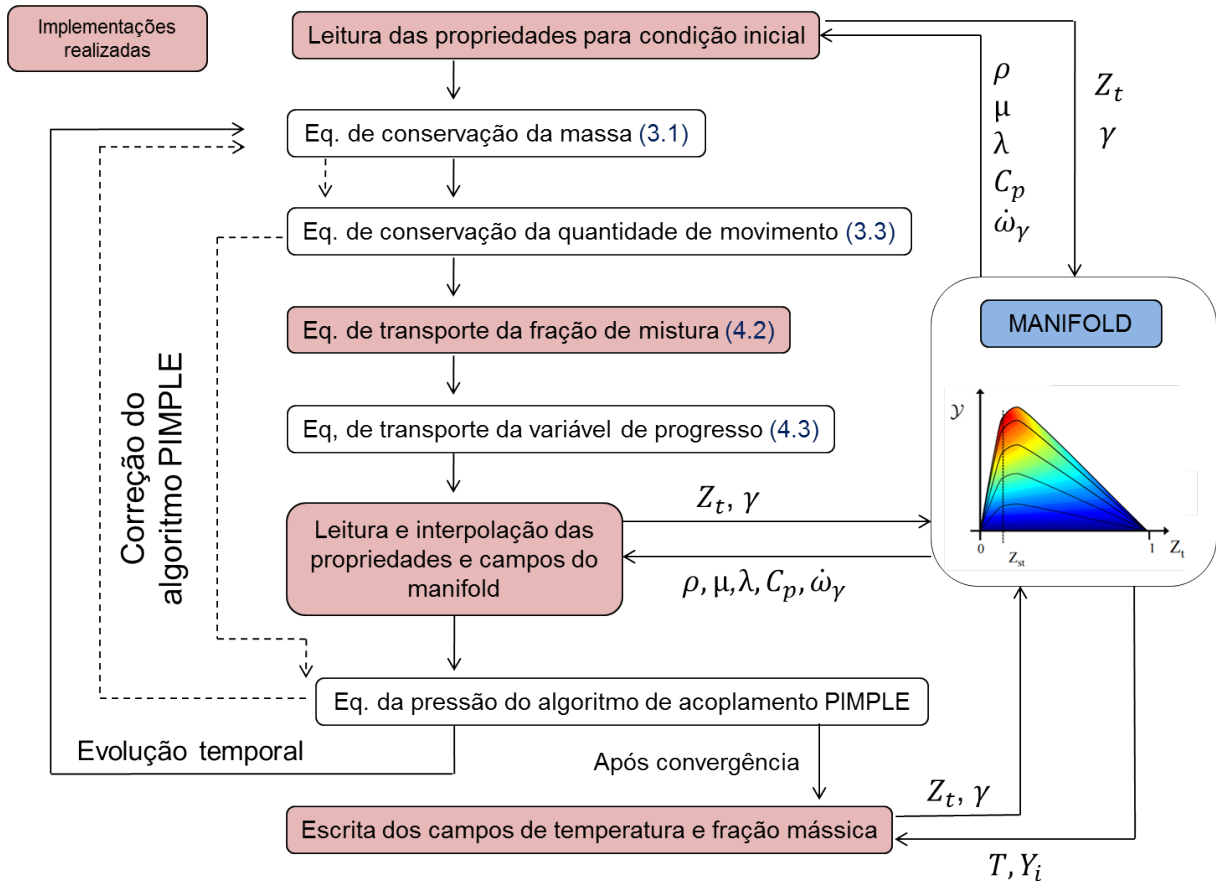 Implementações
realizadas
Leitura das propriedades para condição inicial
ρ
μ
λ
C_p
ω̇_γ
Z_t
γ
Eq. de conservação da massa (3.1)
Eq. de conservação da quantidade de movimento (3.3)
Eq. de transporte da fração de mistura (4.2)
Eq, de transporte da variável de progresso (4.3)
MANIFOLD
𝒴
0
Z_st
1
Z_t
Correção do
algoritmo PIMPLE
Leitura e interpolação das
propriedades e campos do
manifold
Z_t, γ
ρ, μ, λ, C_p, ω̇_γ
Eq. da pressão do algoritmo de acoplamento PIMPLE
Evolução temporal
Após convergência
Escrita dos campos de temperatura e fração mássica
Z_t, γ
T, Y_i